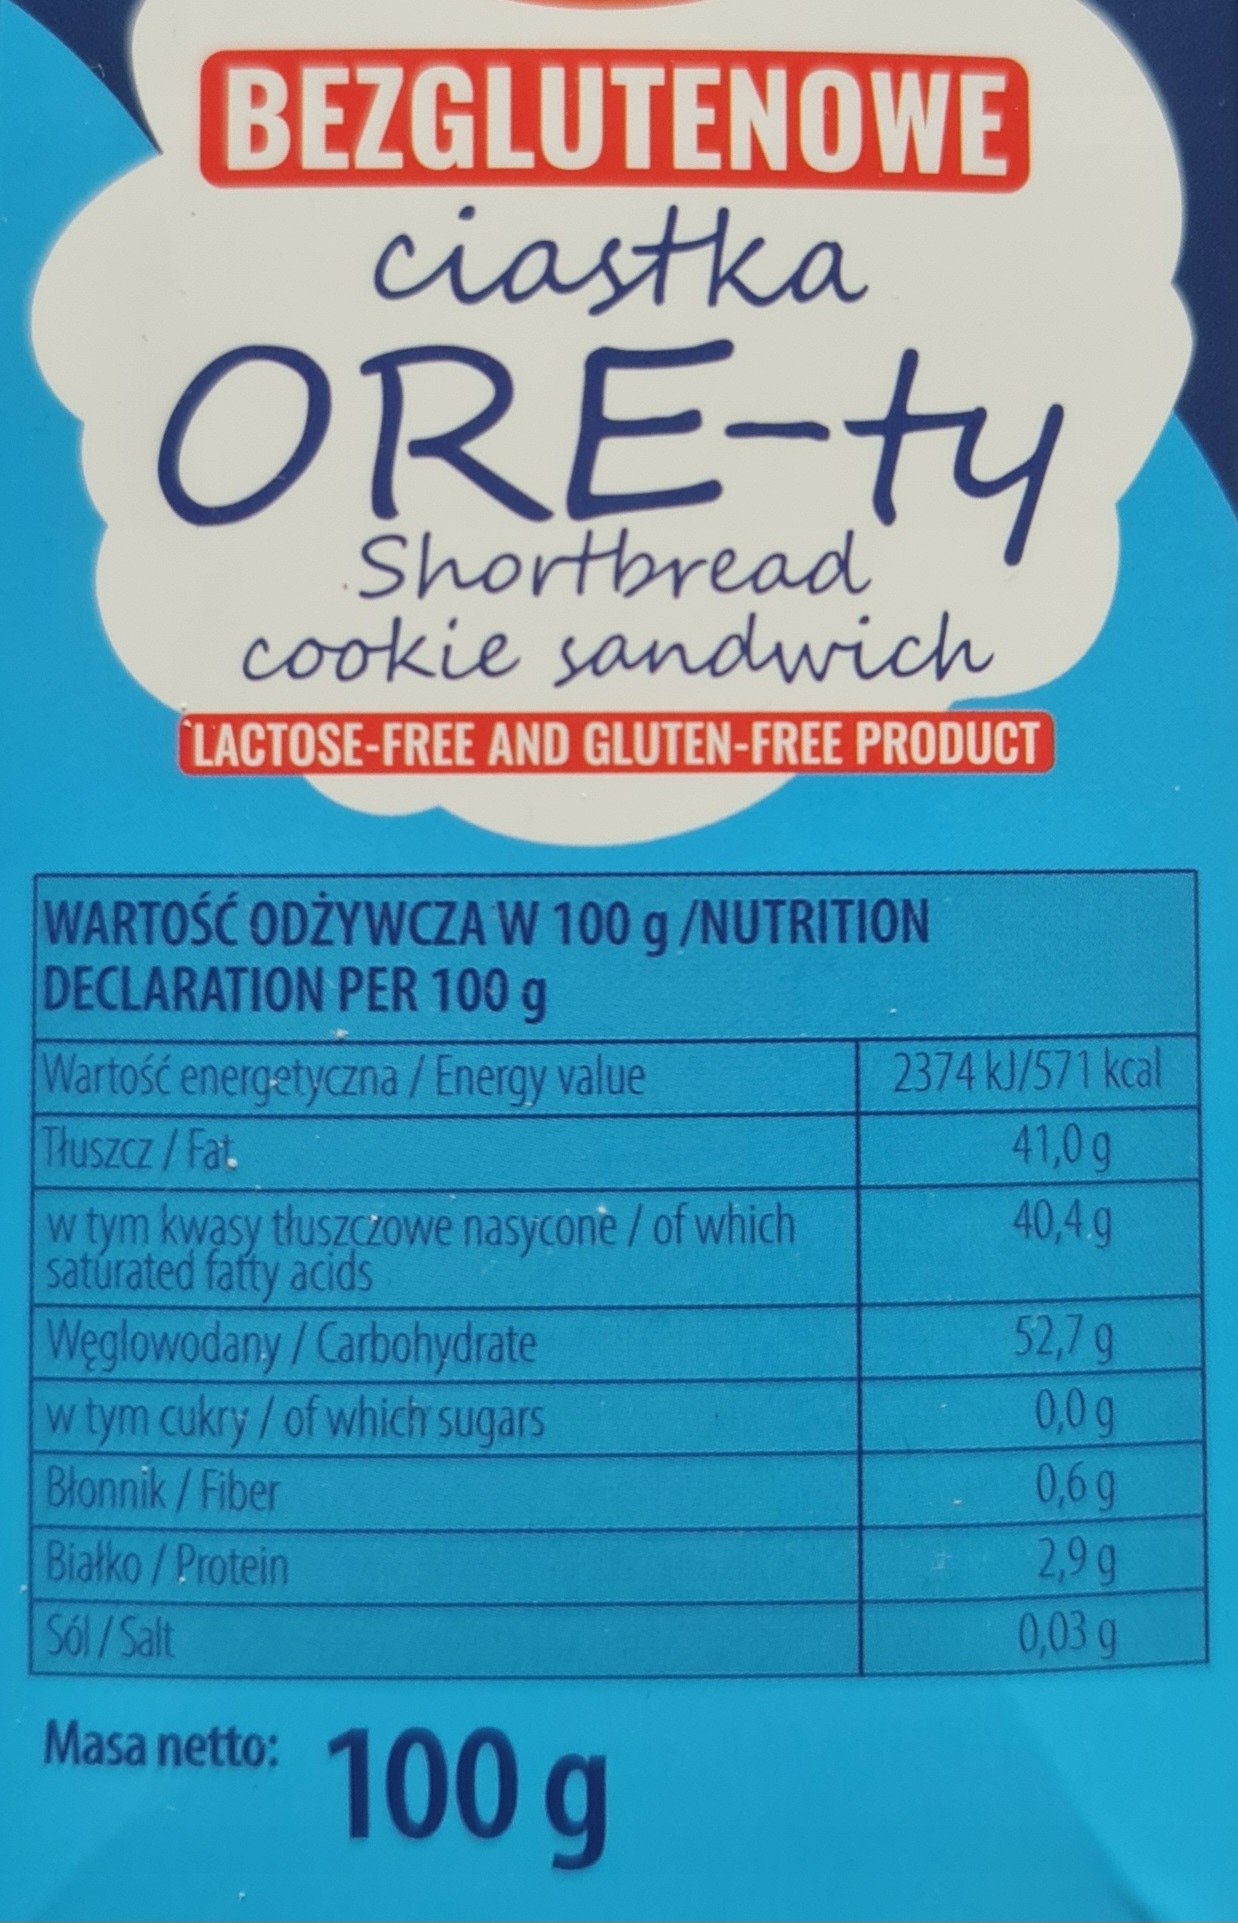 BEZGLUTENOWE
ciastka
ORE-ty
Shortbread
cookie sandwich
LACTOSE-FREE AND GLUTEN-FREE PRODUCT
WARTOŚĆ ODŻYWCZA W 100 g /NUTRITION
DECLARATION PER 100 g
Wartość energetyczna / Energy value 2374 kJ/571 kcal
Tłuszcz / Fat 41,0 g
w tym kwasy tłuszczowe nasycone / of which 40,4 g
saturated fatty acids
Węglowodany / Carbohydrate 52,7 g
w tym cukry / of which sugars 0,0 g
Błonnik / Fiber 0,6 g
Białko / Protein 2,9 g
Sól / Salt 0,03 g
Masa netto: 100 g